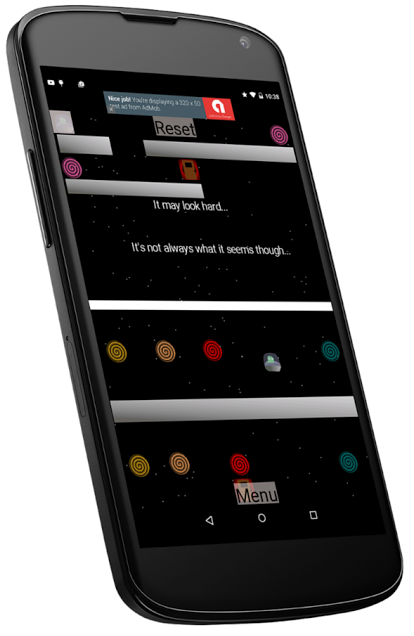 10:38
Nice job! You're displaying a 320 x 50
test ad from AdMob.
Reset
It may look hard...
It's not always what it seems though...
Menu